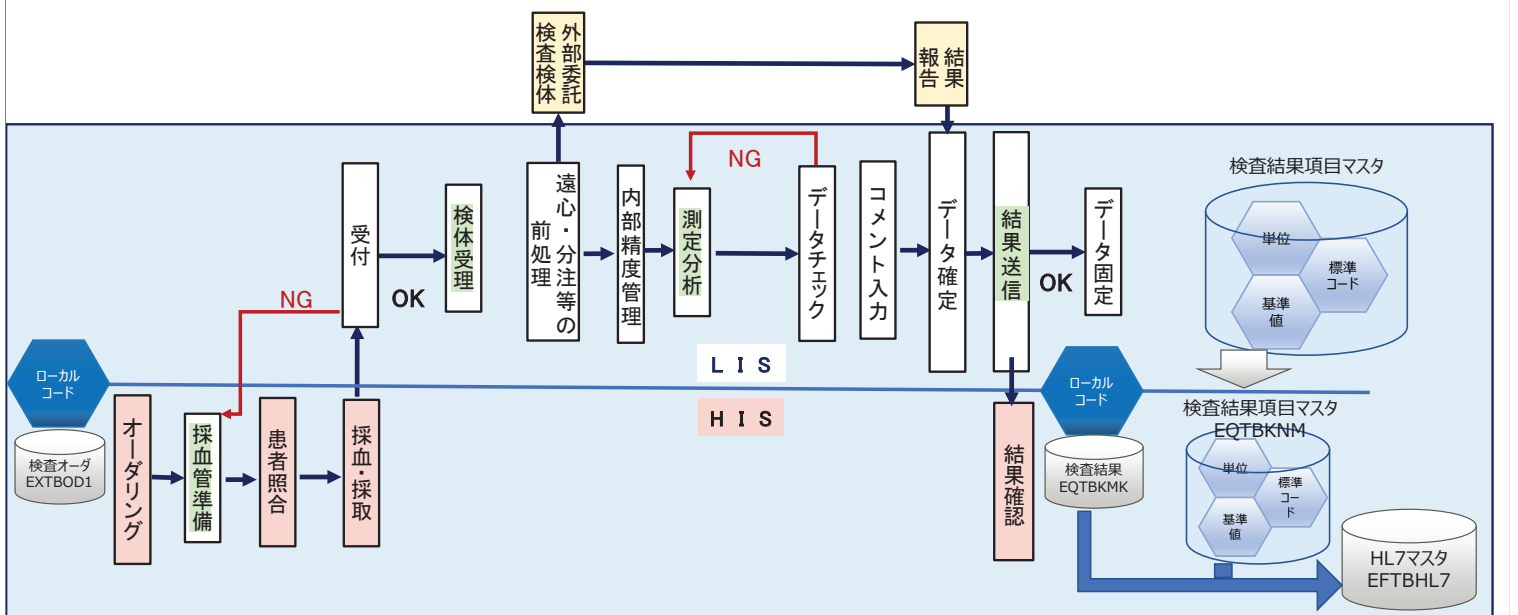 外部委託
検査検体
結果
報告
NG
受付
OK
検体受理
遠心・分注等の
前処理
内部精度管理
測定分析
NG
データチェック
コメント入力
データ確定
結果送信
OK
データ固定
検査結果項目マスタ
単位
標準
コード
基準
値
LIS
HIS
ローカル
コード
検査オーダ
EXTBOD1
オーダリング
採血管準備
患者照合
採血・採取
結果確認
ローカル
コード
検査結果
EQTBKMK
検査結果項目マスタ
EQTBKNM
単位
標準
コー
ド
基準
値
HL7マスタ
EFTBHL7